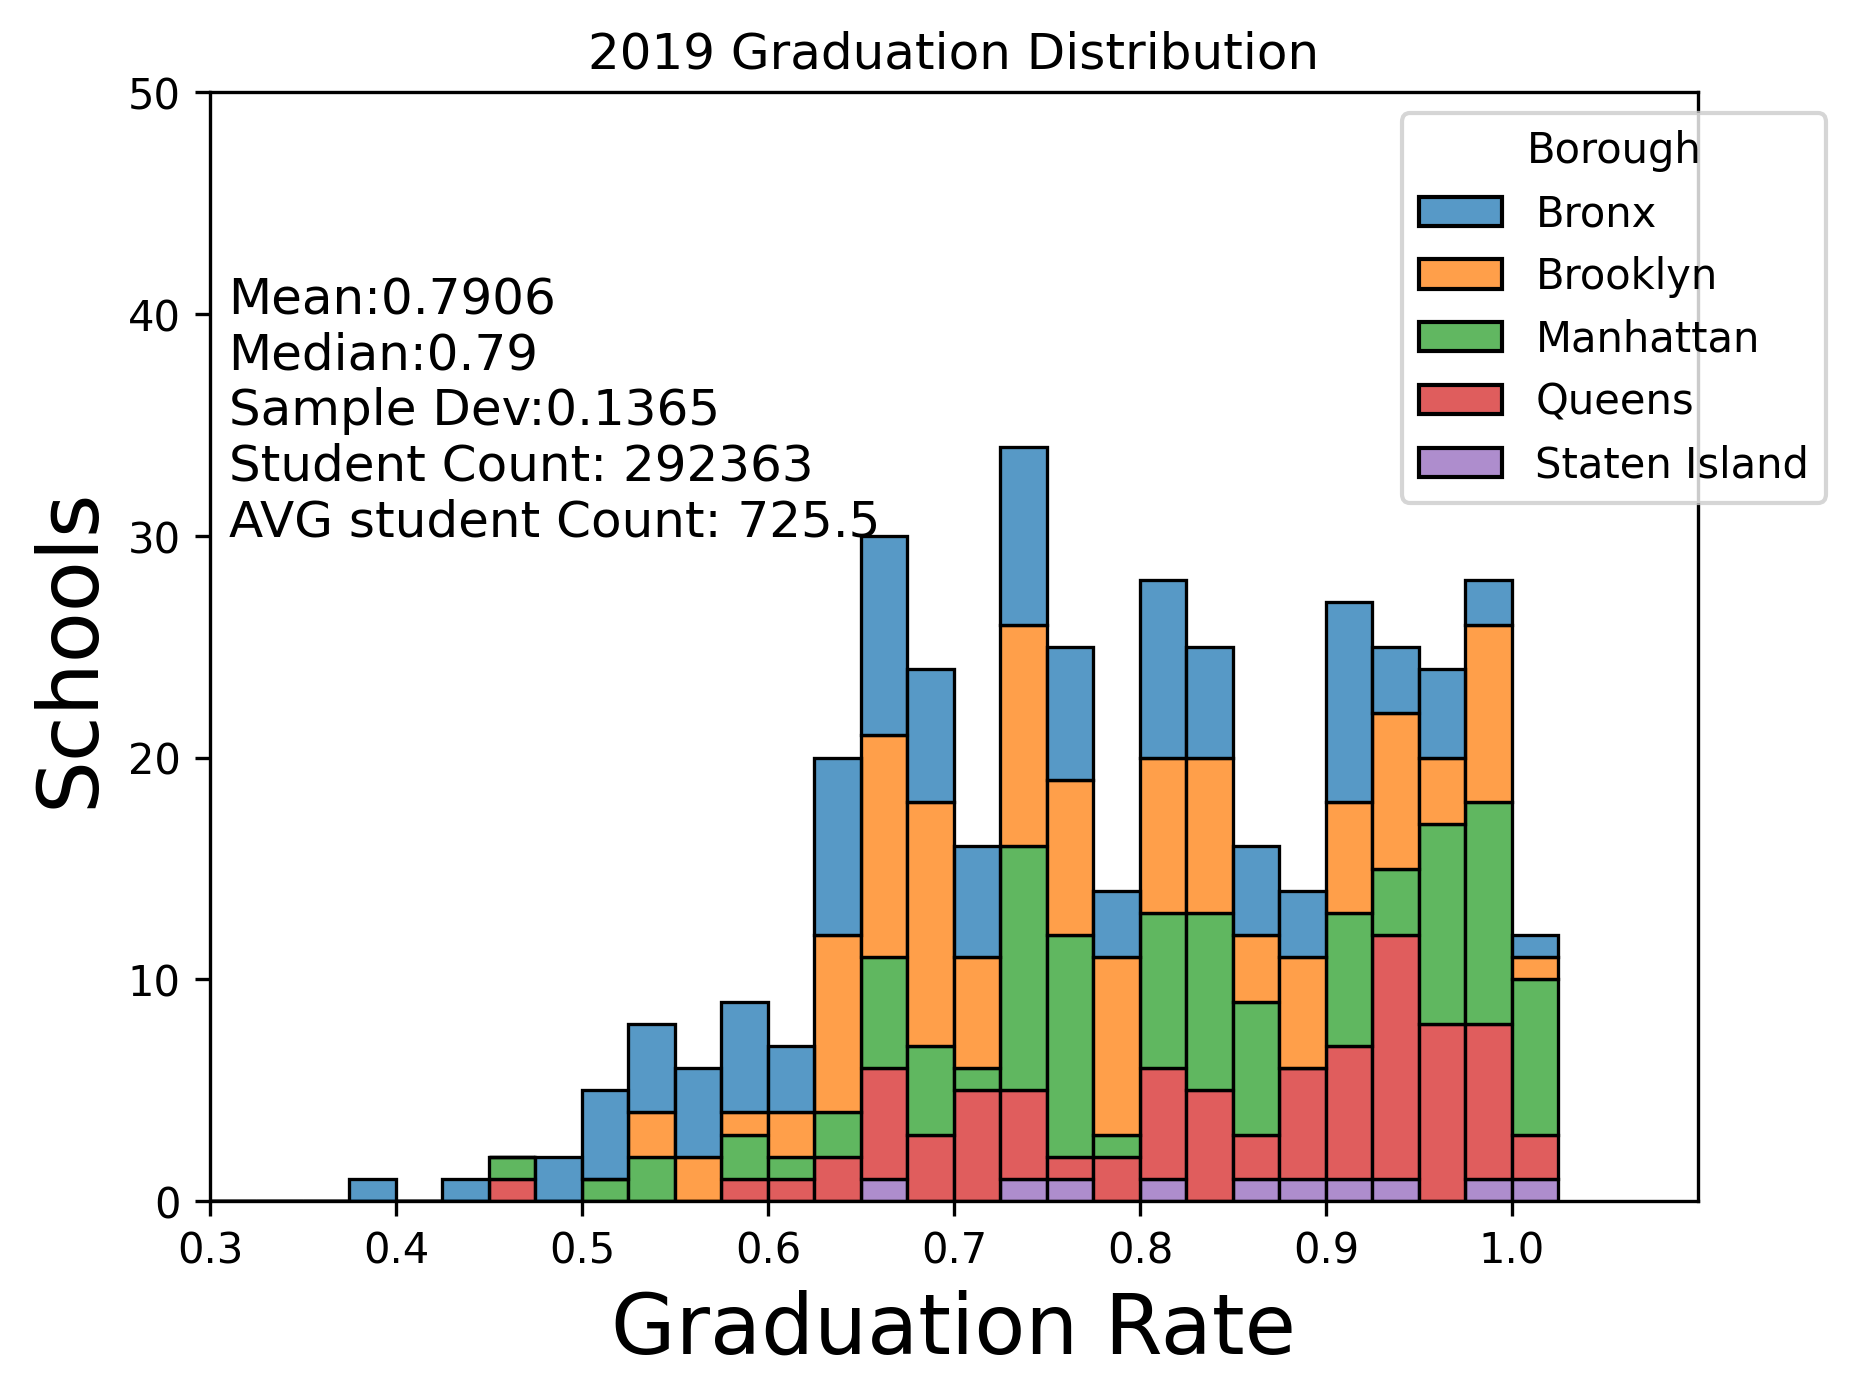 2019 Graduation Distribution
50
40
30
20
10
0
Schools
Mean:0.7906
Median:0.79
Sample Dev:0.1365
Student Count: 292363
AVG student Count: 725.5
Borough
Bronx
Brooklyn
Manhattan
Queens
Staten Island
0.3 0.4 0.5 0.6 0.7 0.8 0.9 1.0
Graduation Rate